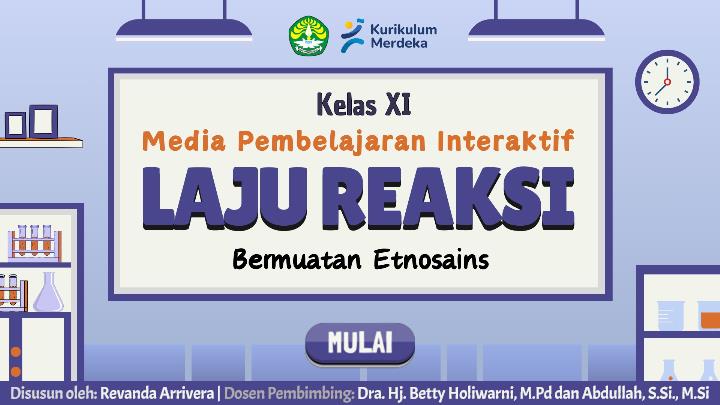 Kurikulum
Merdeka
Kelas XI
Media Pembelajaran Interaktif
LAJU REAKSI
Bermuatan Etnosains
MULAI
Disusun oleh: Revanda Arrivera | Dosen Pembimbing: Dra. Hj. Betty Holiwarni, M.Pd dan Abdullah, S.Si., M.Si